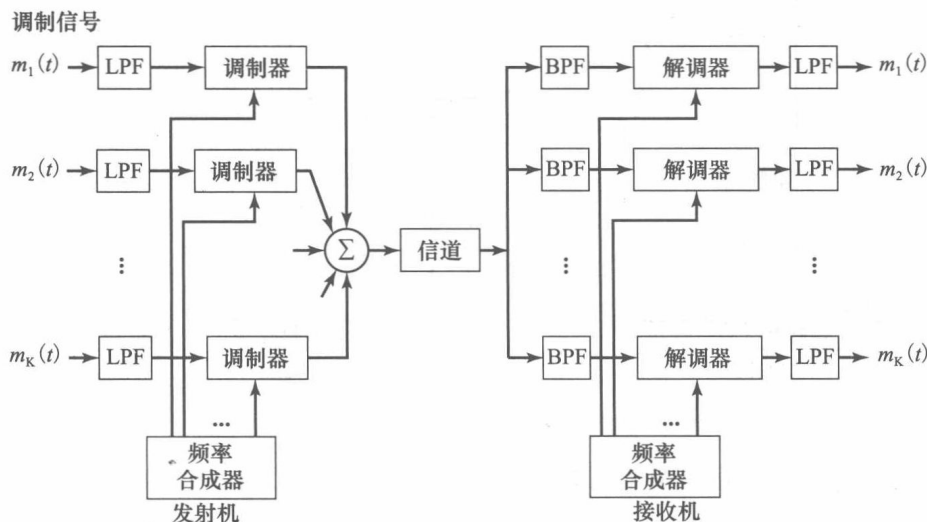 调制信号
m₁(t) LPF 调制器 BPF 解调器 LPF m₁(t)
m₂(t) LPF 调制器 BPF 解调器 LPF m₂(t)
Σ 信道
⋮ ⋮ ⋮
m_K(t) LPF 调制器 BPF 解调器 LPF m_K(t)
... ...
频率 频率
合成器 合成器
发射机 接收机